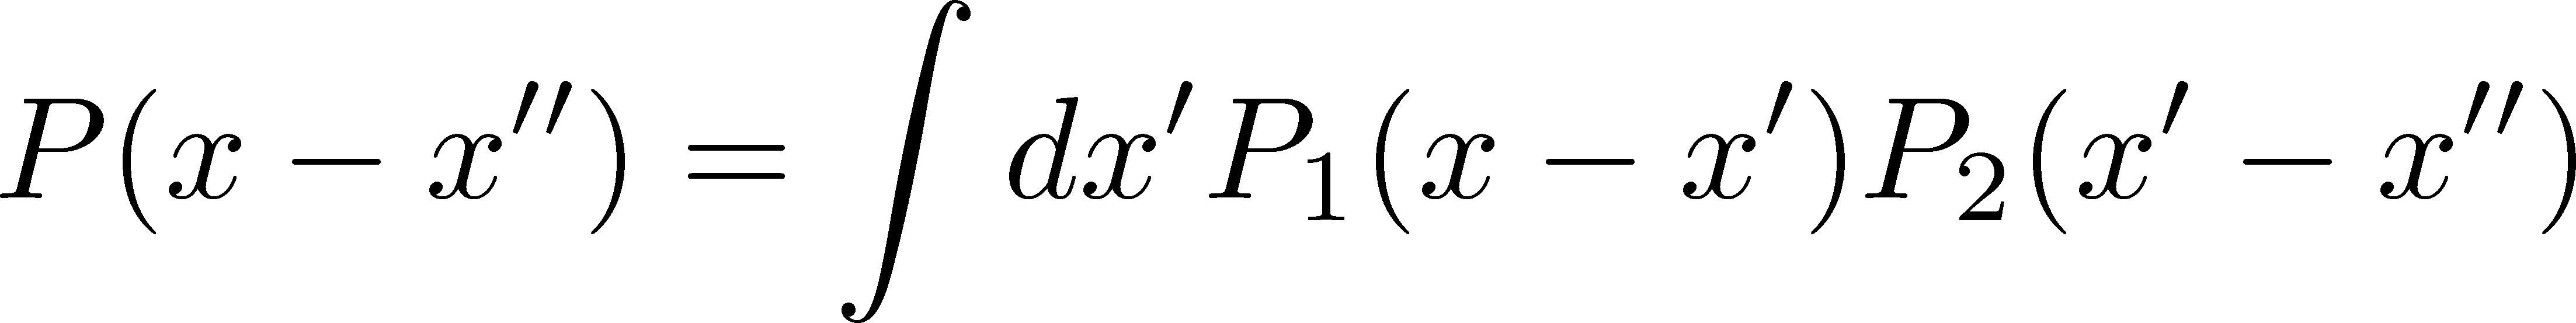 P(x − x″) = ∫ dx′P₁(x − x′)P₂(x′ − x″)